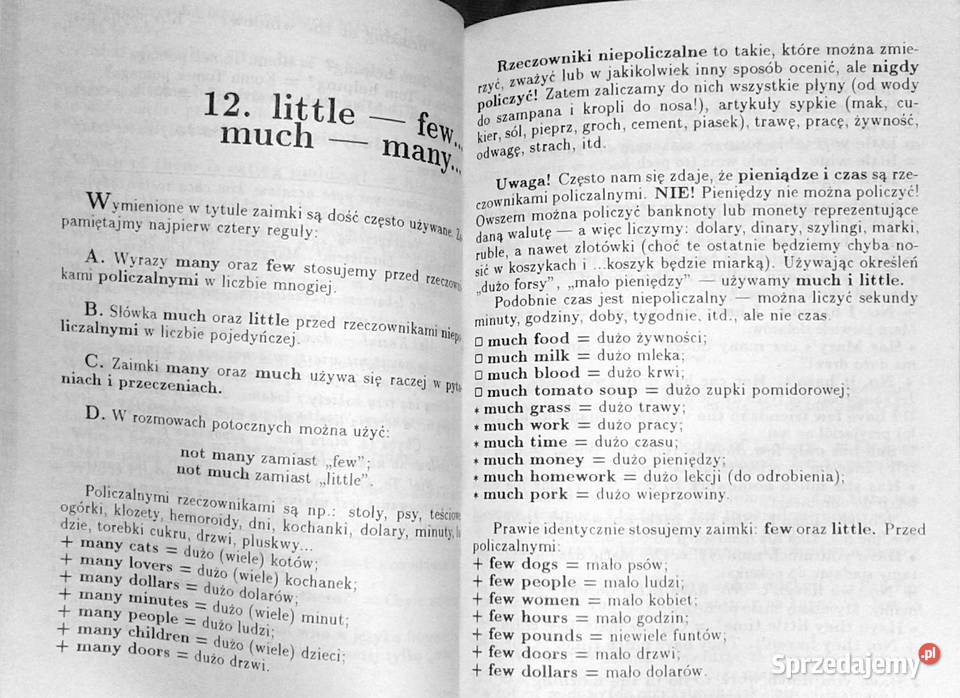 12. little — few...
much — many...
Wymienione w tytule zaimki są dość często używane.
pamiętajmy najpierw cztery reguły:
A. Wyrazy many oraz few stosujemy przed rzeczown
kami policzalnymi w liczbie mnogiej.
B. Słówka much oraz little przed rzeczownikami niepo
liczalnymi w liczbie pojedyńczej.
C. Zaimki many oraz much używa się raczej w pyta
niach i przeczeniach.
D. W rozmowach potocznych można użyć:
not many zamiast „few";
not much zamiast „little".
Policzalnymi rzeczownikami są np.: stoły, psy, teściowe
ogórki, klozety, hemoroidy, dni, kochanki, dolary, minuty,
dzie, torebki cukru, drzwi, pluskwy...
+ many cats = dużo (wiele) kotów;
+ many lovers = dużo (wiele) kochanek;
+ many dollars = dużo dolarów;
+ many minutes = dużo (wiele) minut;
+ many people = dużo ludzi;
+ many children = dużo (wiele) dzieci;
+ many doors = dużo drzwi.
Rzeczowniki niepoliczalne to takie, które można zmie-
rzyć, zważyć lub w jakikolwiek inny sposób ocenić, ale nigdy
policzyć! Zatem zaliczamy do nich wszystkie płyny (od wody
do szampana i kropli do nosa!), artykuły sypkie (mak, cu-
kier, sól, pieprz, groch, cement, piasek), trawę, pracę, żywność,
odwagę, strach, itd.
Uwaga! Często nam się zdaje, że pieniądze i czas są rze-
czownikami policzalnymi. NIE! Pieniędzy nie można policzyć!
Owszem można policzyć banknoty lub monety reprezentujące
daną walutę — a więc liczymy: dolary, dinary, szylingi, marki,
ruble, a nawet złotówki (choć te ostatnie będziemy chyba no-
sić w koszykach i ...koszyk będzie miarką). Używając określeń
„dużo forsy", „mało pieniędzy" — używamy much i little.
Podobnie czas jest niepoliczalny — można liczyć sekundy
minuty, godziny, doby, tygodnie, itd., ale nie czas.
□ much food = dużo żywności;
□ much milk = dużo mleka;
□ much blood = dużo krwi;
□ much tomato soup = dużo zupki pomidorowej;
* much grass = dużo trawy;
* much work = dużo pracy;
* much time = dużo czasu;
* much money = dużo pieniędzy;
* much homework = dużo lekcji (do odrobienia);
* much pork = dużo wieprzowiny.
Prawie identycznie stosujemy zaimki: few oraz little. Przed
policzalnymi:
+ few dogs = mało psów;
+ few people = mało ludzi;
+ few women = mało kobiet;
+ few hours = mało godzin;
+ few pounds = niewiele funtów;
+ few doors = mało drzwi;
+ few dollars = mało dolarów.
Sprzedajemy.pl